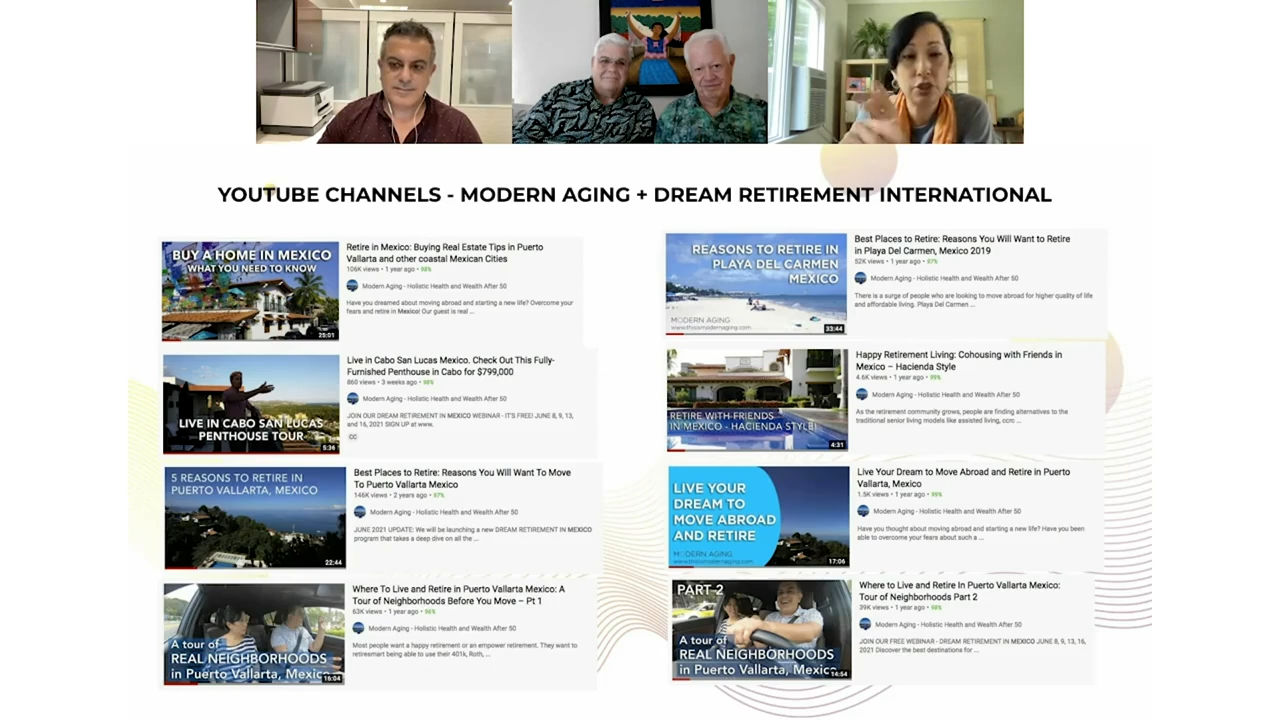 YOUTUBE CHANNELS - MODERN AGING + DREAM RETIREMENT INTERNATIONAL
BUY A HOME IN MEXICO
WHAT YOU NEED TO KNOW
25:01
Retire in Mexico: Buying Real Estate Tips in Puerto
Vallarta and other coastal Mexican Cities
106K views • 1 year ago • 98%
Modern Aging - Holistic Health and Wealth After 50
Have you dreamed about moving abroad and starting a new life? Overcome your
fears and retire in Mexico! Our guest is real ...
LIVE IN CABO SAN LUCAS
PENTHOUSE TOUR
5:36
Live in Cabo San Lucas Mexico. Check Out This Fully-
Furnished Penthouse in Cabo for $799,000
860 views • 3 weeks ago • 98%
Modern Aging - Holistic Health and Wealth After 50
JOIN OUR DREAM RETIREMENT IN MEXICO WEBINAR - IT'S FREE! JUNE 8, 9, 13,
and 16, 2021 SIGN UP at www.
CC
5 REASONS TO RETIRE IN
PUERTO VALLARTA, MEXICO
22:44
Best Places to Retire: Reasons You Will Want To Move
To Puerto Vallarta Mexico
146K views • 2 years ago • 97%
Modern Aging - Holistic Health and Wealth After 50
JUNE 2021 UPDATE: We will be launching a new DREAM RETIREMENT IN MEXICO
program that takes a deep dive on all the ...
A tour of
REAL NEIGHBORHOODS
in Puerto Vallarta, Mexico
16:04
Where To Live and Retire in Puerto Vallarta Mexico: A
Tour of Neighborhoods Before You Move – Pt 1
63K views • 1 year ago • 98%
Modern Aging - Holistic Health and Wealth After 50
Most people want a happy retirement or an empower retirement. They want to
retiresmart being able to use their 401k, Roth, ...
REASONS TO RETIRE IN
PLAYA DEL CARMEN
MEXICO
MODERN AGING
www.thisismodernaging.com
33:44
Best Places to Retire: Reasons You Will Want to Retire
in Playa Del Carmen, Mexico 2019
52K views • 1 year ago • 97%
Modern Aging - Holistic Health and Wealth After 50
There is a surge of people who are looking to move abroad for higher quality of life
and affordable living. Playa Del Carmen ...
RETIRE WITH FRIENDS
IN MEXICO - HACIENDA STYLE!
4:31
Happy Retirement Living: Cohousing with Friends in
Mexico – Hacienda Style
4.6K views • 1 year ago • 99%
Modern Aging - Holistic Health and Wealth After 50
As the retirement community grows, people are finding alternatives to the
traditional senior living models like assisted living, ccrc ...
LIVE YOUR
DREAM TO
MOVE ABROAD
AND RETIRE
MODERN AGING
www.thisismodernaging.com
17:06
Live Your Dream to Move Abroad and Retire in Puerto
Vallarta, Mexico
1.5K views • 1 year ago • 99%
Modern Aging - Holistic Health and Wealth After 50
Have you thought about moving abroad and starting a new life? Have you been
able to overcome your fears about such a ...
PART 2
A tour of
REAL NEIGHBORHOODS
in Puerto Vallarta, Mexico
14:54
Where to Live and Retire In Puerto Vallarta Mexico:
Tour of Neighborhoods Part 2
39K views • 1 year ago • 98%
Modern Aging - Holistic Health and Wealth After 50
JOIN OUR FREE WEBINAR - DREAM RETIREMENT IN MEXICO JUNE 8, 9, 13, 16,
2021 Discover the best destinations for ...